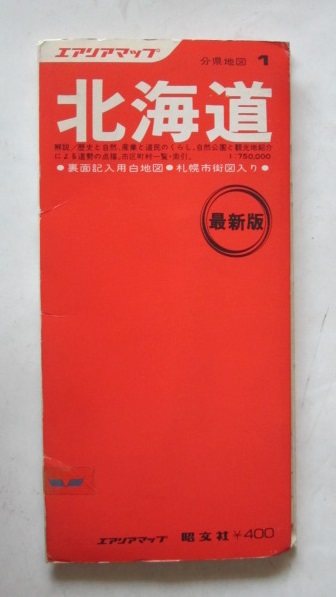 エアリアマップ 分県地図 1
北海道
解説/歴史と自然、産業と道民のくらし、自然公園と観光地紹介
による道勢の点描、市区町村一覧・索引。 1:750,000
●裏面記入用白地図●札幌市街図入り●
最新版
エアリアマップ 昭文社 ¥400